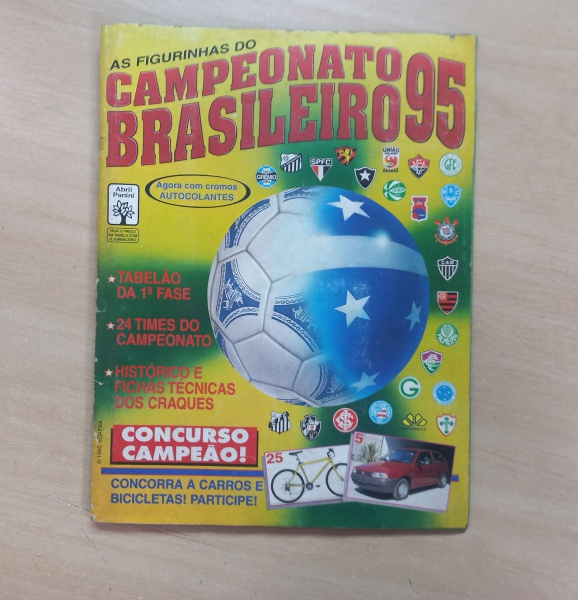 AS FIGURINHAS DO
CAMPEONATO
BRASILEIRO 95
Abril
Panini
Agora com cromos
AUTOCOLANTES
SPFC
UNIÃO
GRÊMIO
CAM
TABELÃO
DA 1ª FASE
24 TIMES DO
CAMPEONATO
HISTÓRICO E
FICHAS TÉCNICAS
DOS CRAQUES
CONCURSO
CAMPEÃO!
25
5
CONCORRA A CARROS E
BICICLETAS! PARTICIPE!